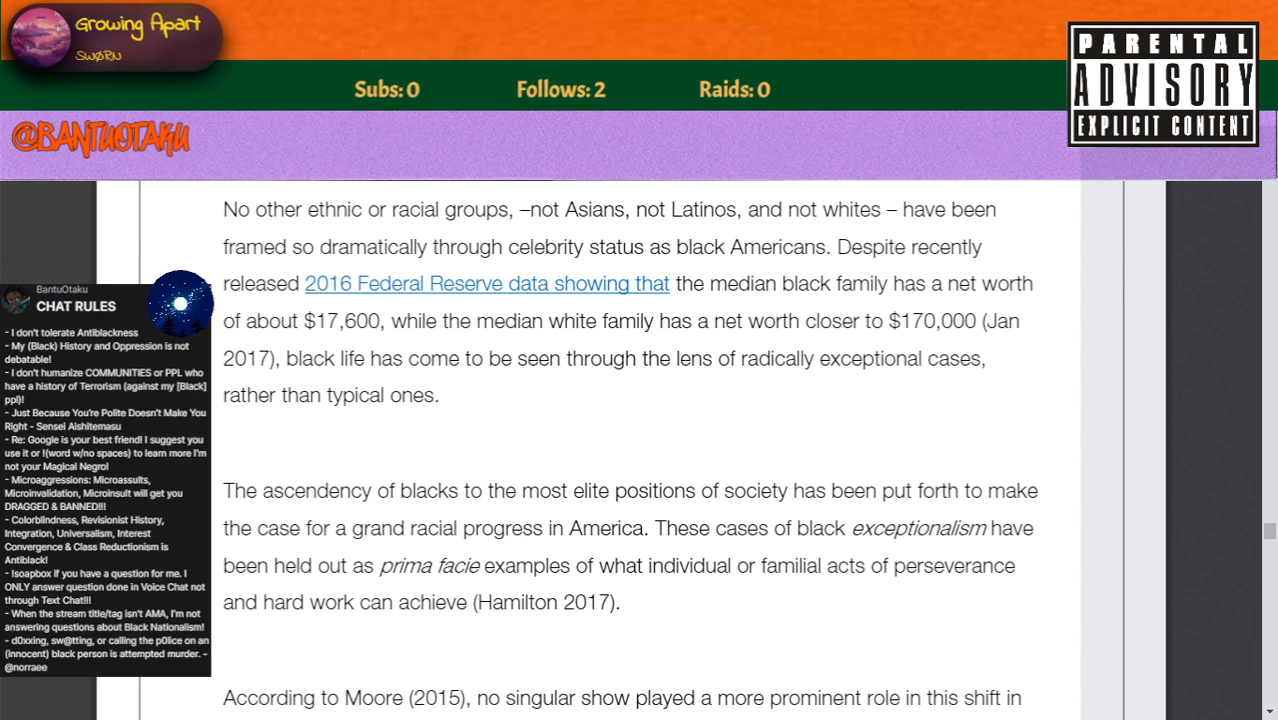 Growing Apart
SWØRN
Subs: 0
Follows: 2
Raids: 0
PARENTAL
ADVISORY
EXPLICIT CONTENT
@BANTUOTAKU
No other ethnic or racial groups, –not Asians, not Latinos, and not whites – have been
framed so dramatically through celebrity status as black Americans. Despite recently
released 2016 Federal Reserve data showing that the median black family has a net worth
of about $17,600, while the median white family has a net worth closer to $170,000 (Jan
2017), black life has come to be seen through the lens of radically exceptional cases,
rather than typical ones.
The ascendency of blacks to the most elite positions of society has been put forth to make
the case for a grand racial progress in America. These cases of black exceptionalism have
been held out as prima facie examples of what individual or familial acts of perseverance
and hard work can achieve (Hamilton 2017).
According to Moore (2015), no singular show played a more prominent role in this shift in
BantuOtaku
CHAT RULES
- I don't tolerate Antiblackness
- My (Black) History and Oppression is not
debatable!
- I don't humanize COMMUNITIES or PPL who
have a history of Terrorism (against my [Black]
ppl)!
- Just Because You're Polite Doesn't Make You
Right - Sensei Aishitemasu
- Re: Google is your best friend! I suggest you
use it or !(word w/no spaces) to learn more I'm
not your Magical Negro!
- Microaggressions: Microassults,
Microinvalidation, Microinsult will get you
DRAGGED & BANNED!!!
- Colorblindness, Revisionist History,
Integration, Universalism, Interest
Convergence & Class Reductionism is
Antiblack!
- !soapbox if you have a question for me. I
ONLY answer question done in Voice Chat not
through Text Chat!!!
- When the stream title/tag isn't AMA, I'm not
answering questions about Black Nationalism!
- d0xxing, sw@tting, or calling the p0lice on an
(innocent) black person is attempted murder. -
@norraee